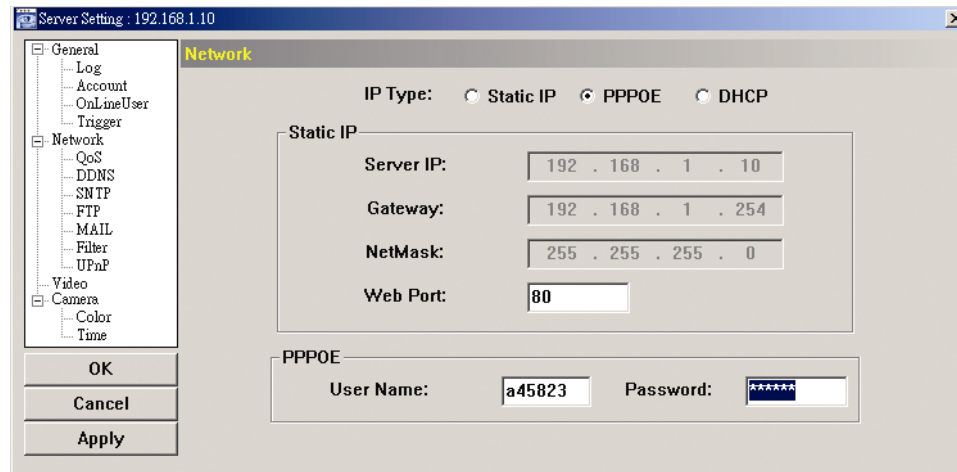 Server Setting : 192.168.1.10
General
Log
Account
OnLineUser
Trigger
Network
QoS
DDNS
SNTP
FTP
MAIL
Filter
UPnP
Video
Camera
Color
Time
OK
Cancel
Apply
Network
IP Type: Static IP PPPOE DHCP
Static IP
Server IP: 192 . 168 . 1 . 10
Gateway: 192 . 168 . 1 . 254
NetMask: 255 . 255 . 255 . 0
Web Port: 80
PPPOE
User Name: a45823 Password: ******